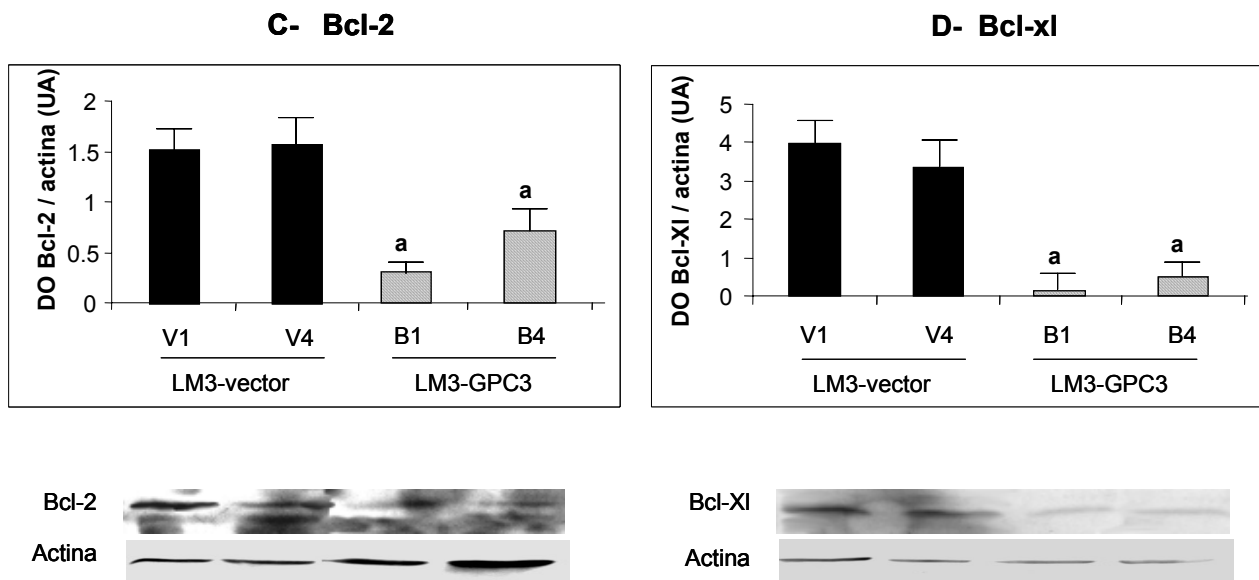 C- Bcl-2
DO Bcl-2 / actina (UA)
2
1.5
1
0.5
0
a
a
V1 V4 B1 B4
LM3-vector LM3-GPC3
Bcl-2
Actina
D- Bcl-xl
DO Bcl-Xl / actina (UA)
5
4
3
2
1
0
a
a
V1 V4 B1 B4
LM3-vector LM3-GPC3
Bcl-Xl
Actina